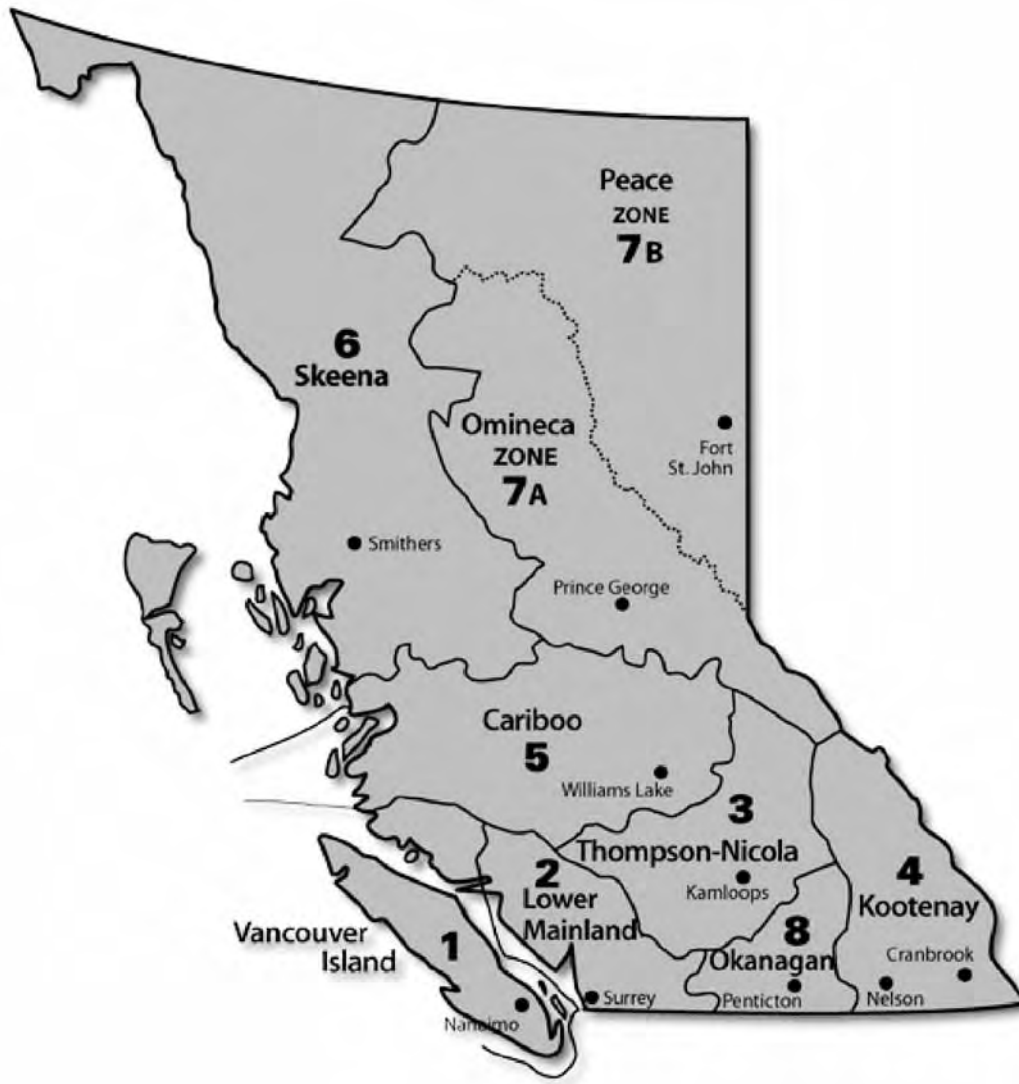 Peace
ZONE
7B
6
Skeena
Omineca
ZONE
7A
Fort
St. John
Smithers
Prince George
Cariboo
5
Williams Lake
3
Thompson-Nicola
Kamloops
2
Lower
Mainland
4
Kootenay
Vancouver
Island
1
8
Okanagan
Cranbrook
Surrey
Penticton
Nelson
Nanaimo